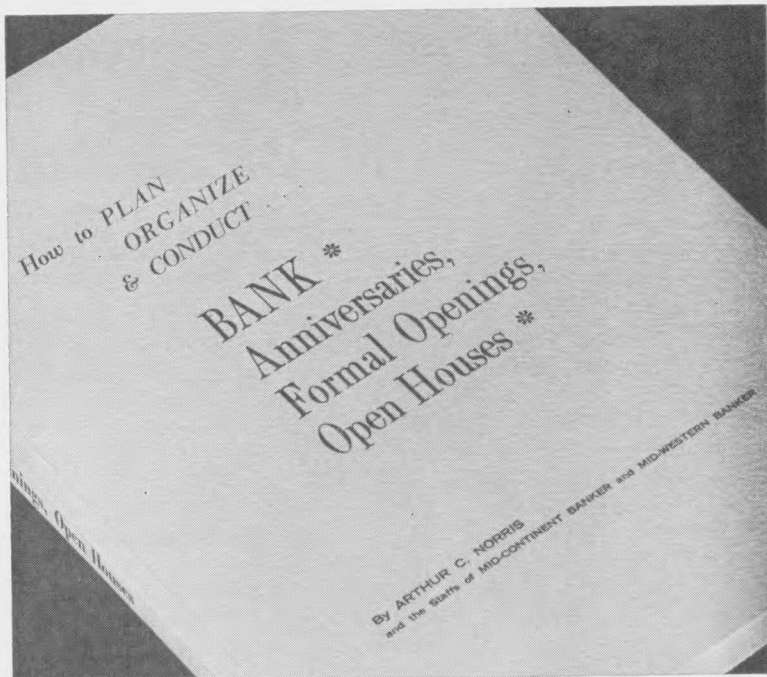 How to PLAN
ORGANIZE
& CONDUCT . . .
BANK *
Anniversaries,
Formal Openings,
Open Houses *
By ARTHUR C. NORRIS
and the Staffs of MID-CONTINENT BANKER and MID-WESTERN BANKER
nings, Open Houses